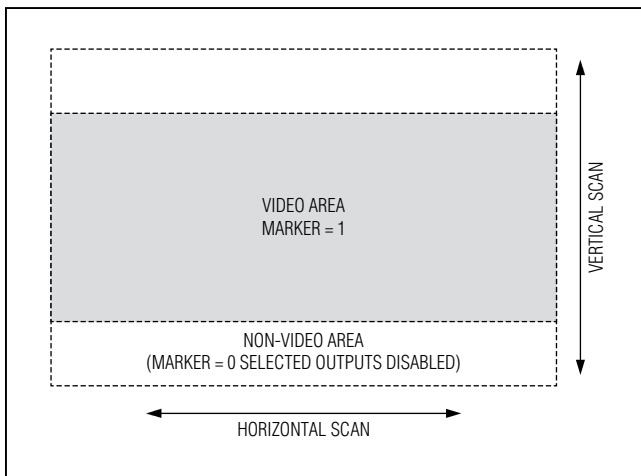 VIDEO AREA
MARKER = 1
NON-VIDEO AREA
(MARKER = 0 SELECTED OUTPUTS DISABLED)
HORIZONTAL SCAN
VERTICAL SCAN